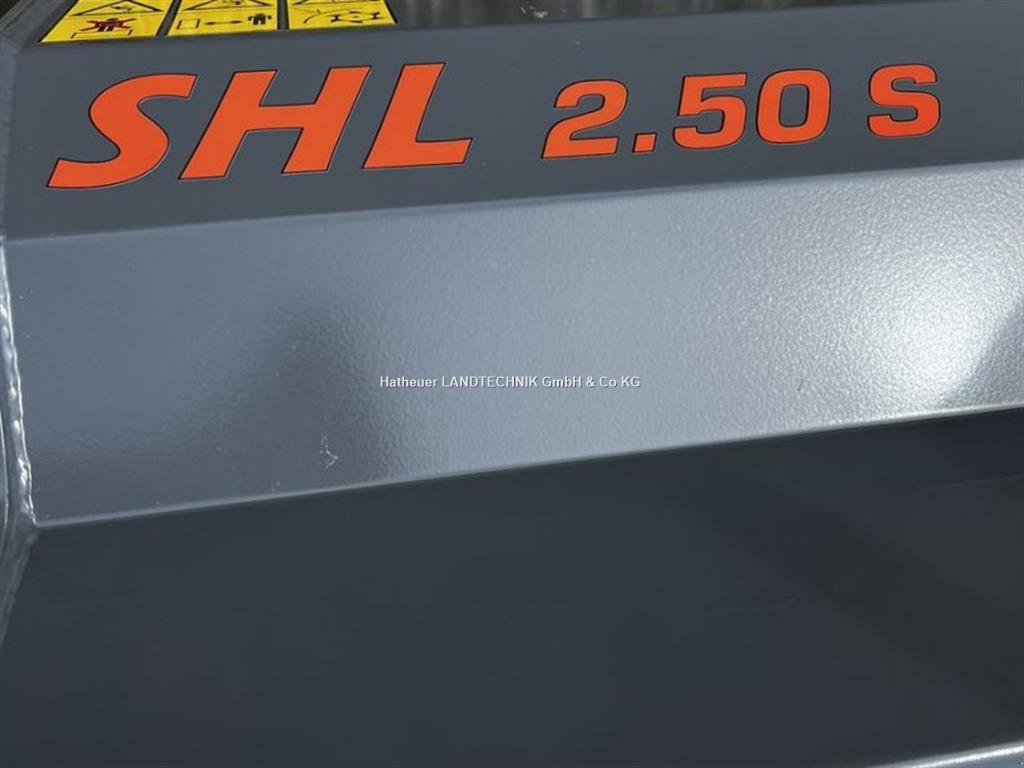 SHL 2.50 S
Hatheuer LANDTECHNIK GmbH & Co KG